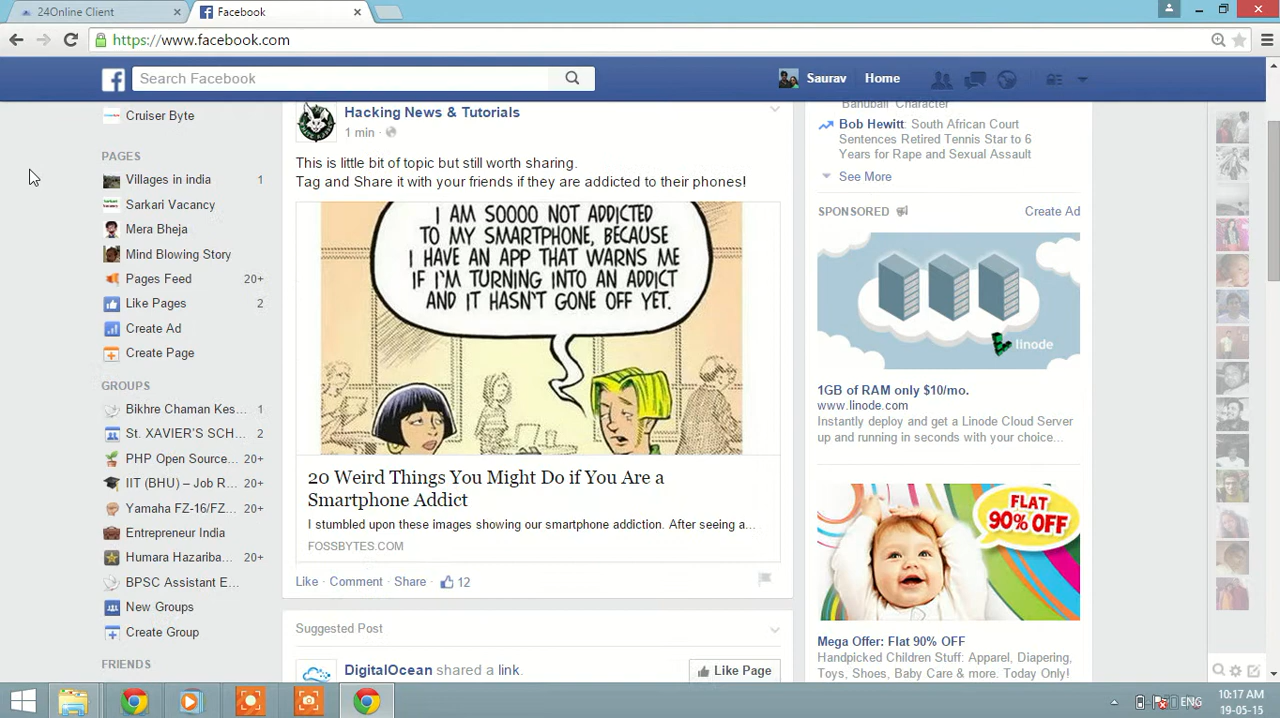 24Online Client
Facebook
https://www.facebook.com
Search Facebook
Saurav
Home
Cruiser Byte
PAGES
Villages in india 1
Sarkari Vacancy
Mera Bheja
Mind Blowing Story
Pages Feed 20+
Like Pages 2
Create Ad
Create Page
GROUPS
Bikhre Chaman Kes... 1
St. XAVIER'S SCH... 2
PHP Open Source... 20+
IIT (BHU) – Job R... 20+
Yamaha FZ-16/FZ... 20+
Entrepreneur India
Humara Hazariba... 20+
BPSC Assistant E...
New Groups
Create Group
FRIENDS
Hacking News & Tutorials
1 min ·
This is little bit of topic but still worth sharing.
Tag and Share it with your friends if they are addicted to their phones!
I AM SOOOO NOT ADDICTED
TO MY SMARTPHONE, BECAUSE
I HAVE AN APP THAT WARNS ME
IF I'M TURNING INTO AN ADDICT
AND IT HASN'T GONE OFF YET.
20 Weird Things You Might Do if You Are a
Smartphone Addict
I stumbled upon these images showing our smartphone addiction. After seeing a...
FOSSBYTES.COM
Like · Comment · Share · 12
Suggested Post
DigitalOcean shared a link.
Like Page
Banuball' Character
Bob Hewitt: South African Court
Sentences Retired Tennis Star to 6
Years for Rape and Sexual Assault
See More
SPONSORED
Create Ad
linode
1GB of RAM only $10/mo.
www.linode.com
Instantly deploy and get a Linode Cloud Server
up and running in seconds with your choice...
FLAT
90% OFF
Mega Offer: Flat 90% OFF
Handpicked Children Stuff: Apparel, Diapering,
Toys, Shoes, Baby Care & more. Today Only!
ENG
10:17 AM
19-05-15